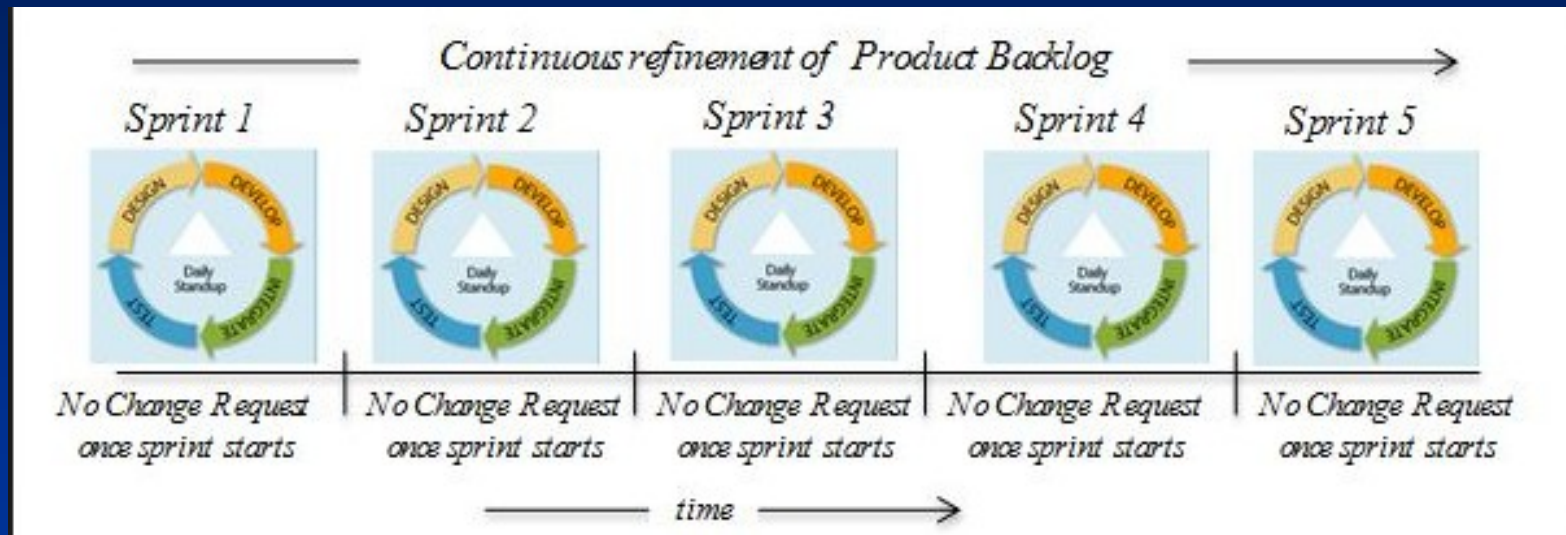 Continuous refinement of Product Backlog
Sprint 1
Sprint 2
Sprint 3
Sprint 4
Sprint 5
DESIGN
DEVELOP
INTEGRATE
TEST
Daily
Standup
DESIGN
DEVELOP
INTEGRATE
TEST
Daily
Standup
DESIGN
DEVELOP
INTEGRATE
TEST
Daily
Standup
DESIGN
DEVELOP
INTEGRATE
TEST
Daily
Standup
DESIGN
DEVELOP
INTEGRATE
TEST
Daily
Standup
No Change Request
once sprint starts
No Change Request
once sprint starts
No Change Request
once sprint starts
No Change Request
once sprint starts
No Change Request
once sprint starts
time